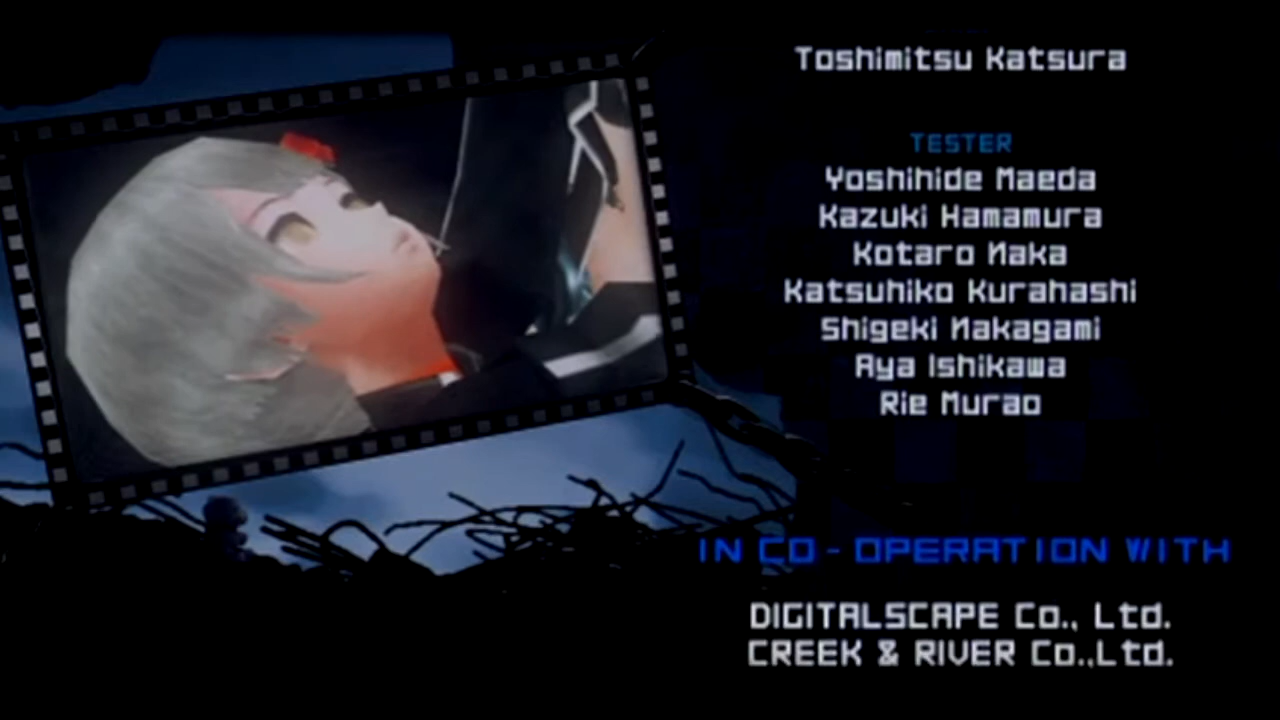 Toshimitsu Katsura
TESTER
Yoshihide Maeda
Kazuki Hamamura
Kotaro Naka
Katsuhiko Kurahashi
Shigeki Nakagami
Aya Ishikawa
Rie Murao
IN CO-OPERATION WITH
DIGITALSCAPE Co., Ltd.
CREEK & RIVER Co.,Ltd.